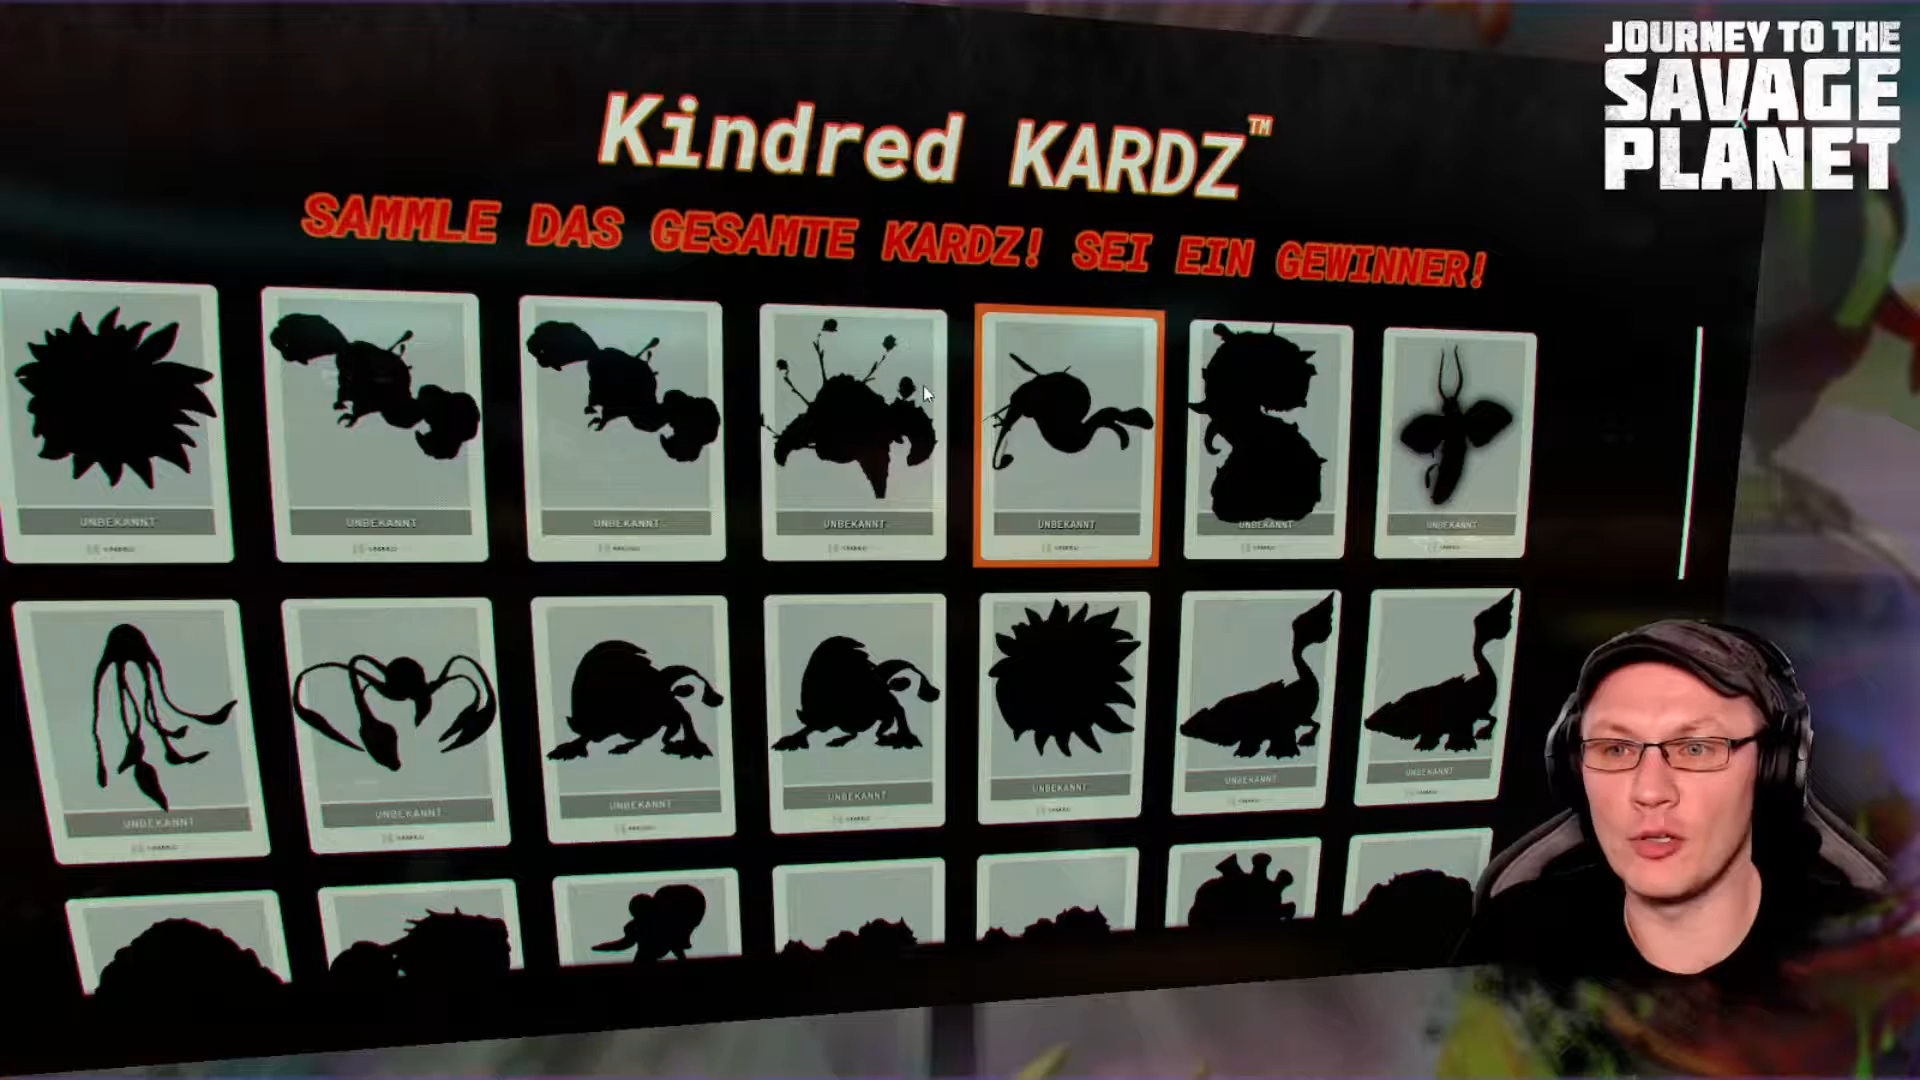 JOURNEY TO THE
SAVAGE
PLANET
Kindred KARDZ™
SAMMLE DAS GESAMTE KARDZ! SEI EIN GEWINNER!
UNBEKANNT
UNBEKANNT
UNBEKANNT
UNBEKANNT
UNBEKANNT
UNBEKANNT
UNBEKANNT
UNBEKANNT
UNBEKANNT
UNBEKANNT
UNBEKANNT
UNBEKANNT
UNBEKANNT
UNBEKANNT